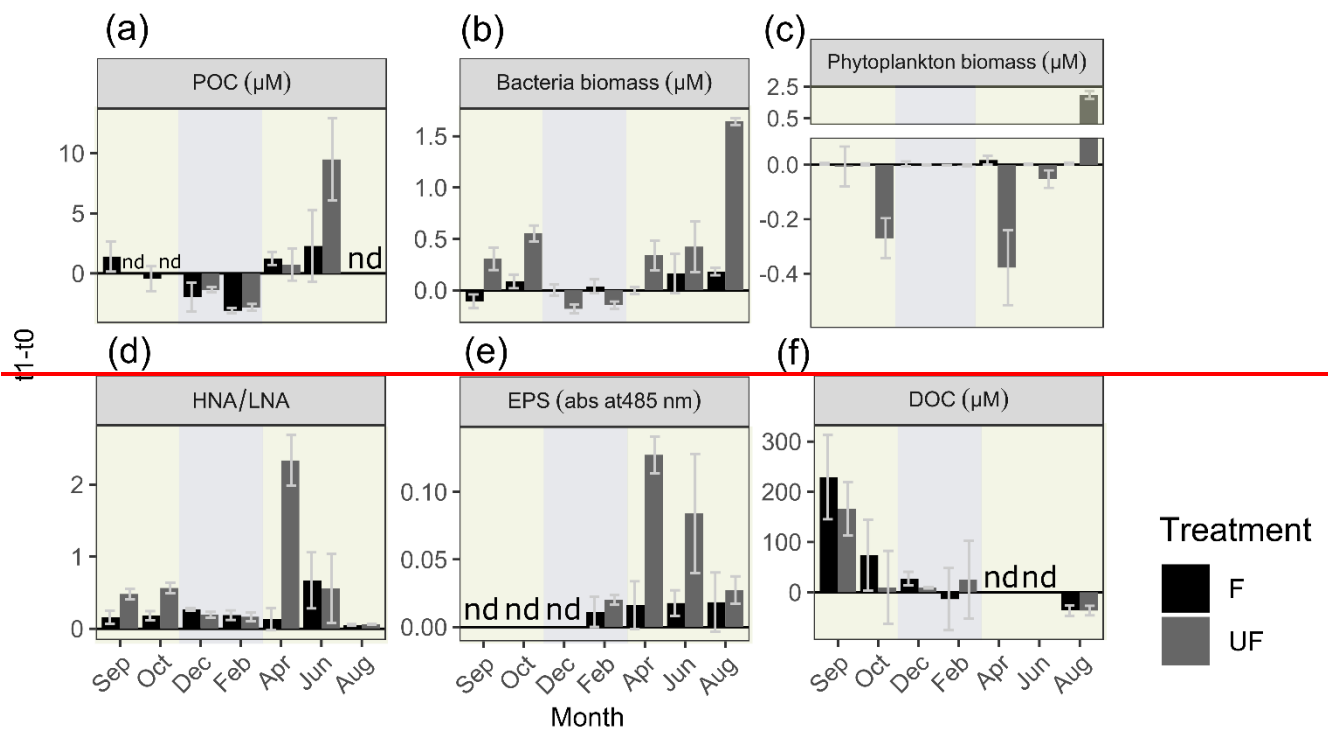 (a)
(b)
(c)
POC (µM)
Bacteria biomass (µM)
Phytoplankton biomass (µM)
10
5
0
nd
nd
nd
1.5
1.0
0.5
0.0
2.5
0.5
0.0
-0.2
-0.4
t1-t0
(d)
(e)
(f)
HNA/LNA
EPS (abs at485 nm)
DOC (µM)
2
1
0
0.10
0.05
0.00
nd nd nd
300
200
100
0
nd nd
Sep Oct Dec Feb Apr Jun Aug
Sep Oct Dec Feb Apr Jun Aug
Sep Oct Dec Feb Apr Jun Aug
Month
Treatment
F
UF